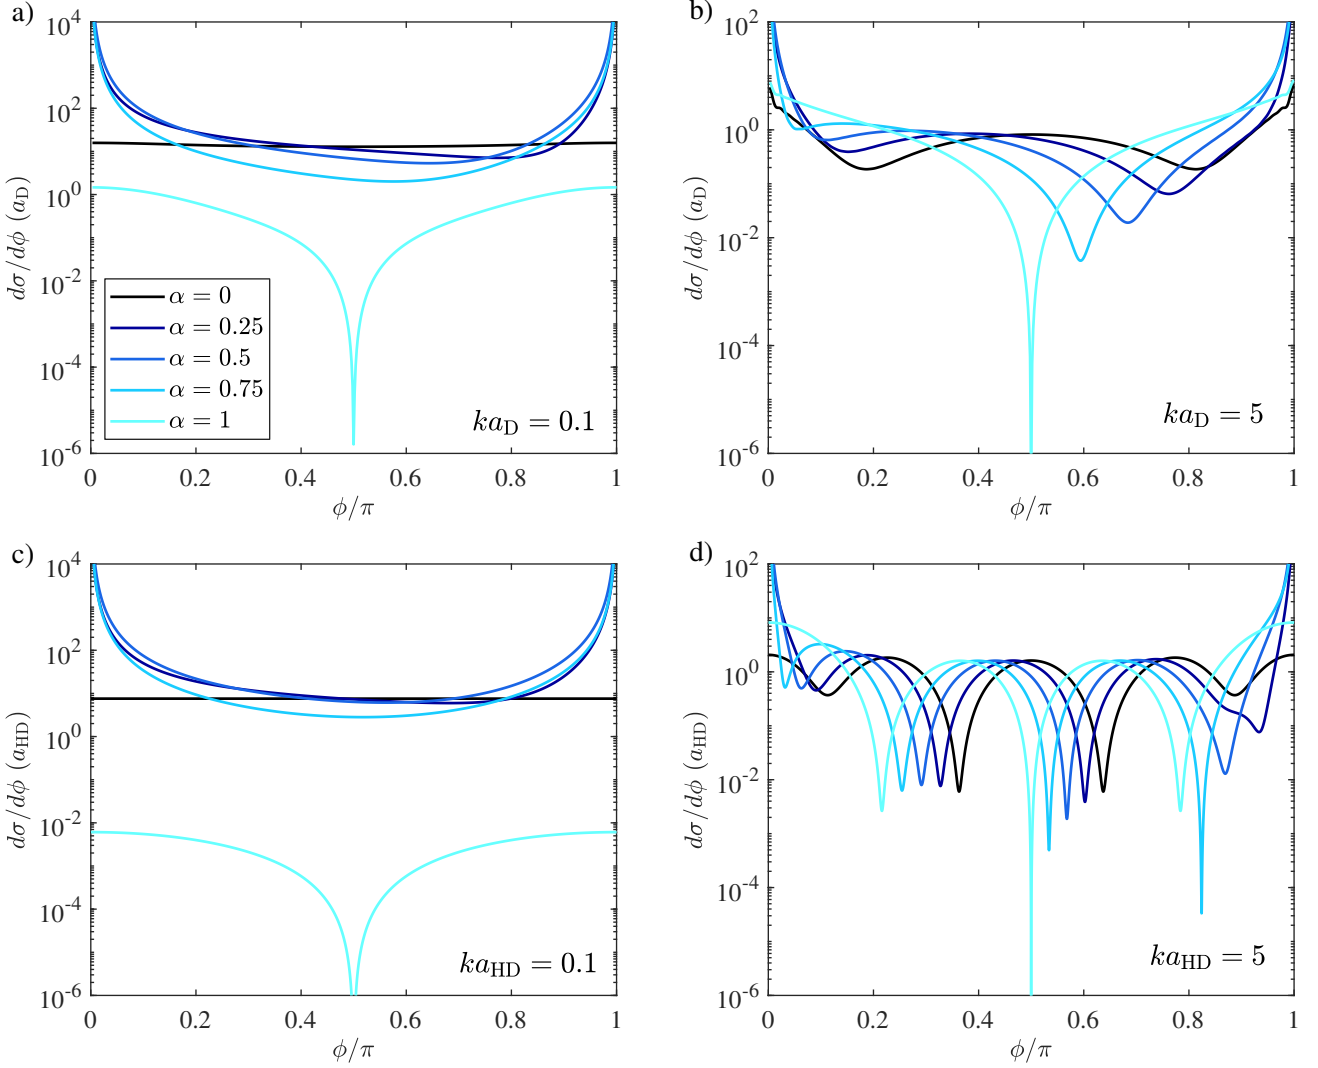 a)
10^4
10^2
10^0
10^-2
10^-4
10^-6
dσ/dϕ (a_D)
α = 0
α = 0.25
α = 0.5
α = 0.75
α = 1
ka_D = 0.1
0 0.2 0.4 0.6 0.8 1
ϕ/π
b)
10^2
10^0
10^-2
10^-4
10^-6
dσ/dϕ (a_D)
ka_D = 5
0 0.2 0.4 0.6 0.8 1
ϕ/π
c)
10^4
10^2
10^0
10^-2
10^-4
10^-6
dσ/dϕ (a_HD)
ka_HD = 0.1
0 0.2 0.4 0.6 0.8 1
ϕ/π
d)
10^2
10^0
10^-2
10^-4
10^-6
dσ/dϕ (a_HD)
ka_HD = 5
0 0.2 0.4 0.6 0.8 1
ϕ/π